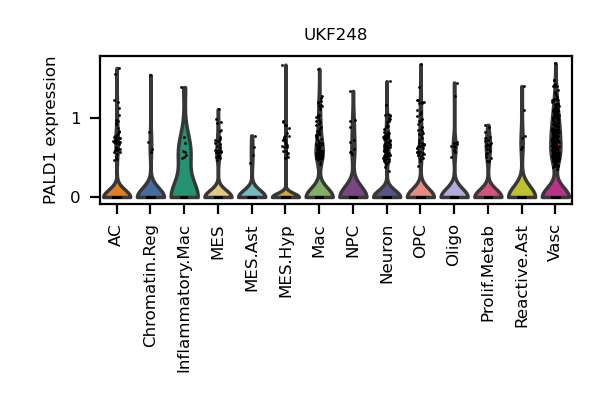 UKF248
PALD1 expression
1
0
AC
Chromatin.Reg
Inflammatory.Mac
MES
MES.Ast
MES.Hyp
Mac
NPC
Neuron
OPC
Oligo
Prolif.Metab
Reactive.Ast
Vasc